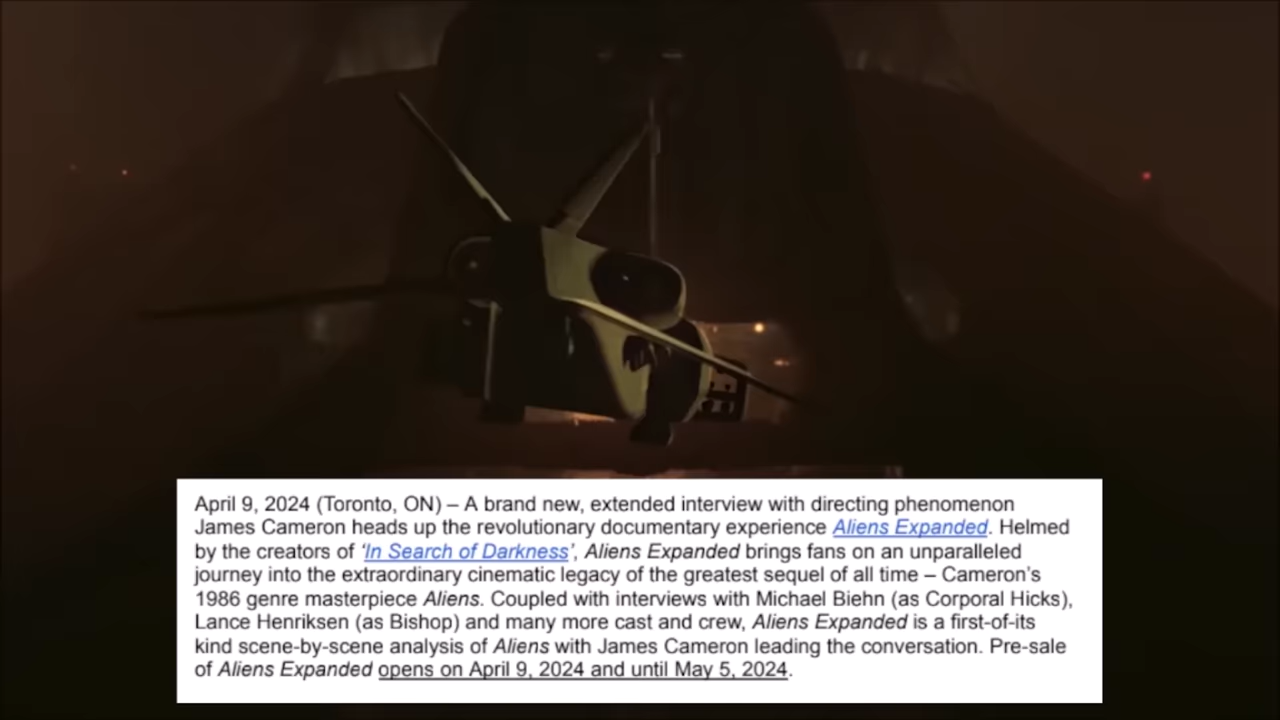 April 9, 2024 (Toronto, ON) – A brand new, extended interview with directing phenomenon
James Cameron heads up the revolutionary documentary experience Aliens Expanded. Helmed
by the creators of ‘In Search of Darkness’, Aliens Expanded brings fans on an unparalleled
journey into the extraordinary cinematic legacy of the greatest sequel of all time – Cameron’s
1986 genre masterpiece Aliens. Coupled with interviews with Michael Biehn (as Corporal Hicks),
Lance Henriksen (as Bishop) and many more cast and crew, Aliens Expanded is a first-of-its
kind scene-by-scene analysis of Aliens with James Cameron leading the conversation. Pre-sale
of Aliens Expanded opens on April 9, 2024 and until May 5, 2024.